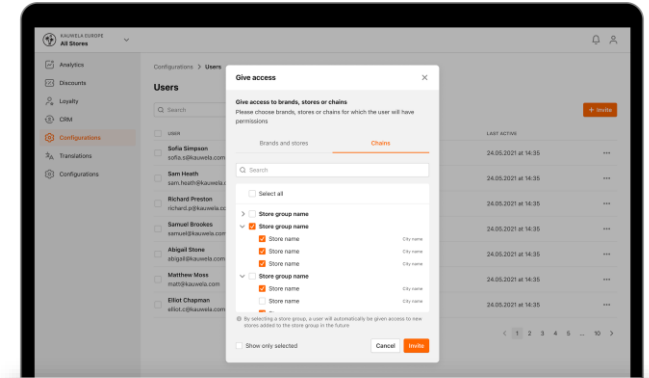 KAUWELA EUROPE
All Stores
Analytics
Discounts
Loyalty
CRM
Configurations
Translations
Configurations
Configurations > Users
Users
Search
+ Invite
USER
LAST ACTIVE
Sofia Simpson
sofia.s@kauwela.com
24.05.2021 at 14:35
Sam Heath
sam.heath@kauwela.c
24.05.2021 at 14:35
Richard Preston
richard.p@kauwela.co
24.05.2021 at 14:35
Samuel Brookes
samuel@kauwela.com
24.05.2021 at 14:35
Abigail Stone
abigail@kauwela.com
24.05.2021 at 14:35
Matthew Moss
matt@kauwela.com
24.05.2021 at 14:35
Elliot Chapman
elliot.c@kauwela.com
24.05.2021 at 14:35
< 1 2 3 4 5 ... 10 >
Give access
Give access to brands, stores or chains
Please choose brands, stores or chains for which the user will have
permissions
Brands and stores
Chains
Search
Select all
Store group name
Store group name
Store name City name
Store name City name
Store name City name
Store group name
Store name City name
Store name City name
By selecting a store group, a user will automatically be given access to new
stores added to the store group in the future
Show only selected
Cancel
Invite